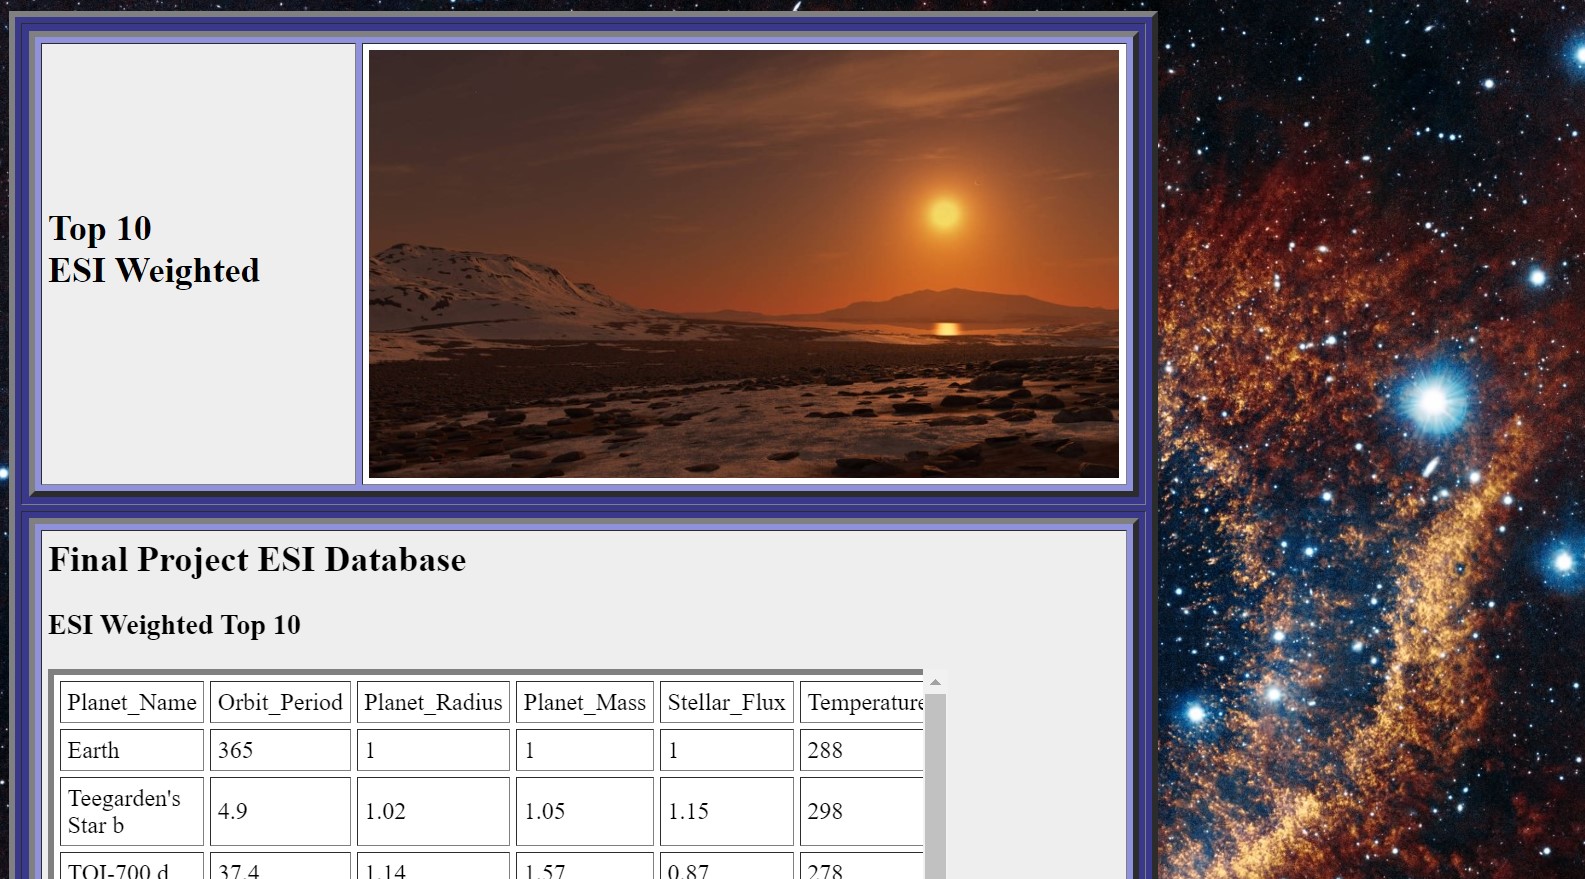 Top 10
ESI Weighted
Final Project ESI Database
ESI Weighted Top 10
Planet_Name Orbit_Period Planet_Radius Planet_Mass Stellar_Flux Temperature
Earth 365 1 1 1 288
Teegarden's
Star b 4.9 1.02 1.05 1.15 298
TOI-700 d 37.4 1.14 1.57 0.87 278